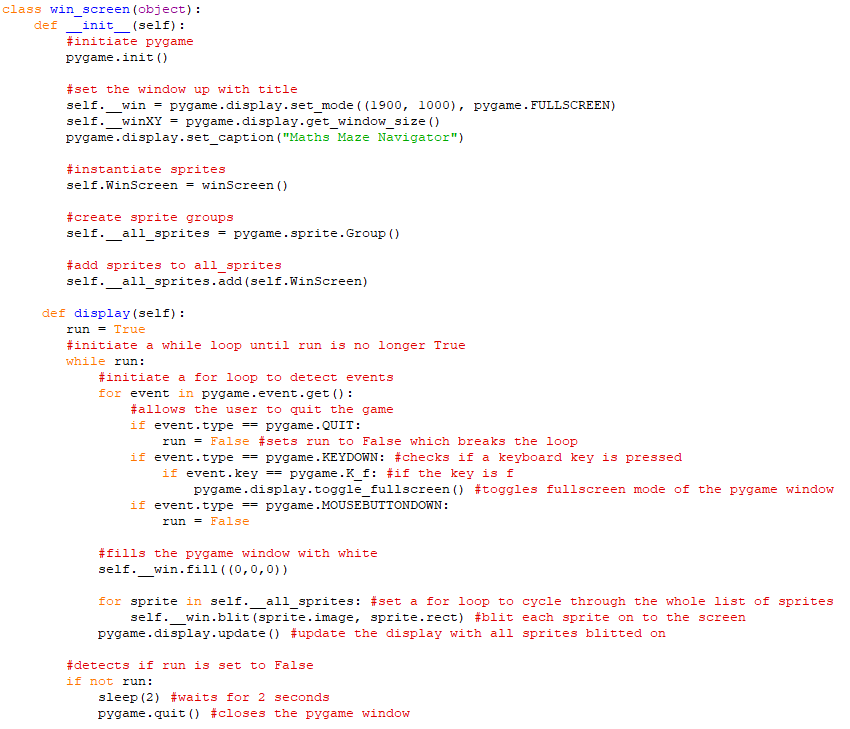 class win_screen(object):
    def __init__(self):
        #initiate pygame
        pygame.init()

        #set the window up with title
        self.__win = pygame.display.set_mode((1900, 1000), pygame.FULLSCREEN)
        self.__winXY = pygame.display.get_window_size()
        pygame.display.set_caption("Maths Maze Navigator")

        #instantiate sprites
        self.WinScreen = winScreen()

        #create sprite groups
        self.__all_sprites = pygame.sprite.Group()

        #add sprites to all_sprites
        self.__all_sprites.add(self.WinScreen)

     def display(self):
        run = True
        #initiate a while loop until run is no longer True
        while run:
            #initiate a for loop to detect events
            for event in pygame.event.get():
                #allows the user to quit the game
                if event.type == pygame.QUIT:
                    run = False #sets run to False which breaks the loop
                if event.type == pygame.KEYDOWN: #checks if a keyboard key is pressed
                    if event.key == pygame.K_f: #if the key is f
                        pygame.display.toggle_fullscreen() #toggles fullscreen mode of the pygame window
                if event.type == pygame.MOUSEBUTTONDOWN:
                    run = False

            #fills the pygame window with white
            self.__win.fill((0,0,0))

            for sprite in self.__all_sprites: #set a for loop to cycle through the whole list of sprites
                self.__win.blit(sprite.image, sprite.rect) #blit each sprite on to the screen
            pygame.display.update() #update the display with all sprites blitted on

        #detects if run is set to False
        if not run:
            sleep(2) #waits for 2 seconds
            pygame.quit() #closes the pygame window